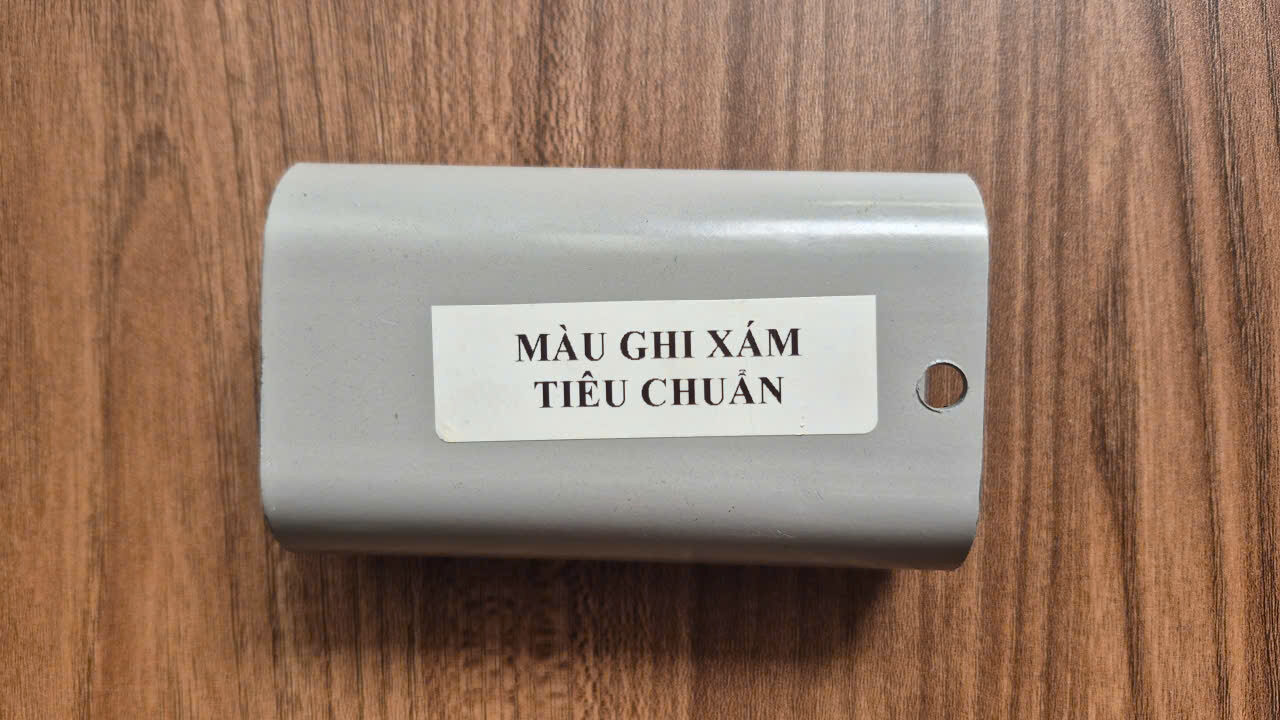 MÀU GHI XÁM
TIÊU CHUẨN